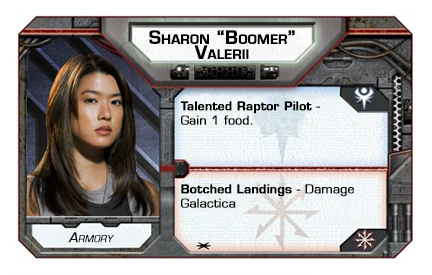 SHARON "BOOMER"
VALERII
Talented Raptor Pilot -
Gain 1 food.
Botched Landings - Damage
Galactica
ARMORY